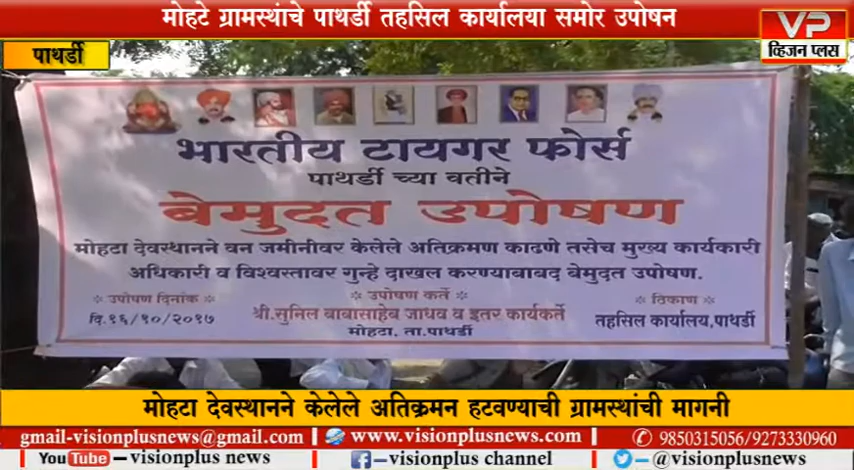 मोहटे ग्रामस्थांचे पाथर्डी तहसिल कार्यालया समोर उपोषन
VP
व्हिजन प्लस
पाथर्डी
भारतीय टायगर फोर्स
पाथर्डी च्या वतीने
बेमुदत उपोषण
मोहटा देवस्थानने वन जमीनीवर केलेले अतिक्रमण काढणे तसेच मुख्य कार्यकारी
अधिकारी व विश्वस्तावर गुन्हे दाखल करण्याबाबद बेमुदत उपोषण.
उपोषण दिनांक
दि.१६/१०/२०१७
उपोषण कर्ते
श्री.सुनिल बाबासाहेब जाधव व इतर कार्यकर्ते
मोहटा, ता.पाथर्डी
ठिकाण
तहसिल कार्यालय,पाथर्डी
मोहटा देवस्थानने केलेले अतिक्रमन हटवण्याची ग्रामस्थांची मागनी
gmail-visionplusnews@gmail.com
www.visionplusnews.com
9850315056/9273330960
YouTube -visionplus news
-visionplus channel
-@visionplusnews